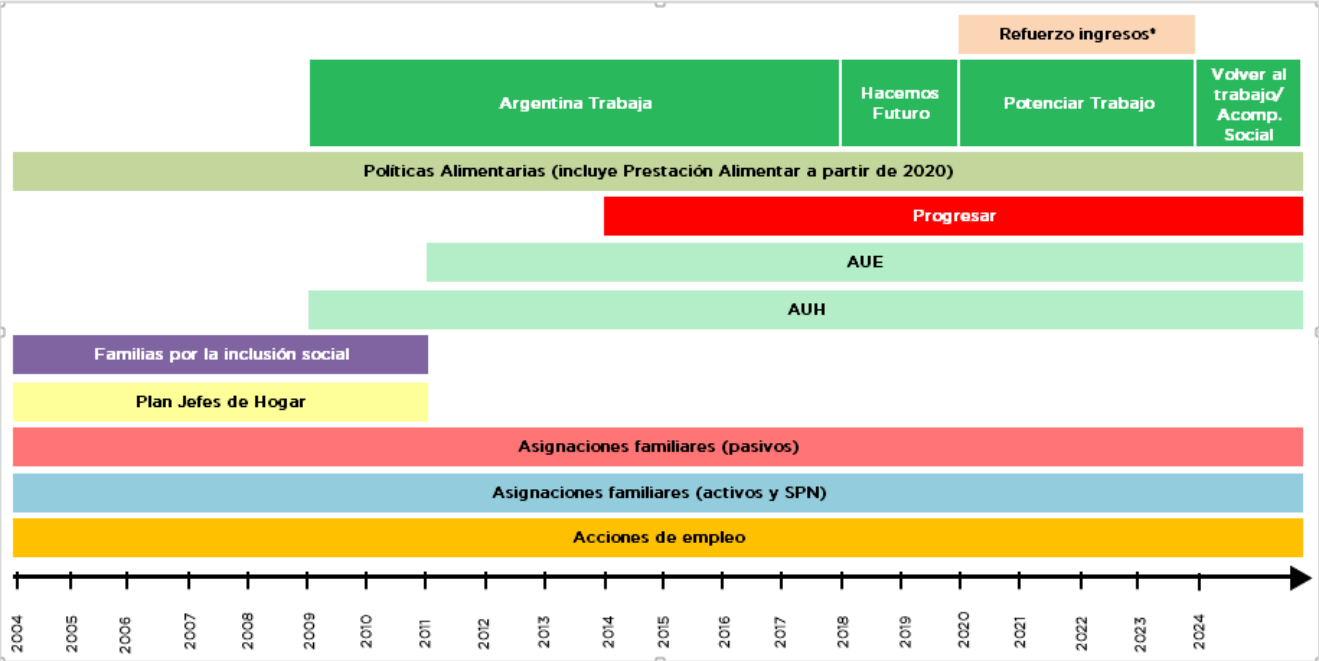 Refuerzo ingresos*
Argentina Trabaja
Hacemos
Futuro
Potenciar Trabajo
Volver al
trabajo/
Acomp.
Social
Políticas Alimentarias (incluye Prestación Alimentar a partir de 2020)
Progresar
AUE
AUH
Familias por la inclusión social
Plan Jefes de Hogar
Asignaciones familiares (pasivos)
Asignaciones familiares (activos y SPN)
Acciones de empleo
2004
2005
2006
2007
2008
2009
2010
2011
2012
2013
2014
2015
2016
2017
2018
2019
2020
2021
2022
2023
2024